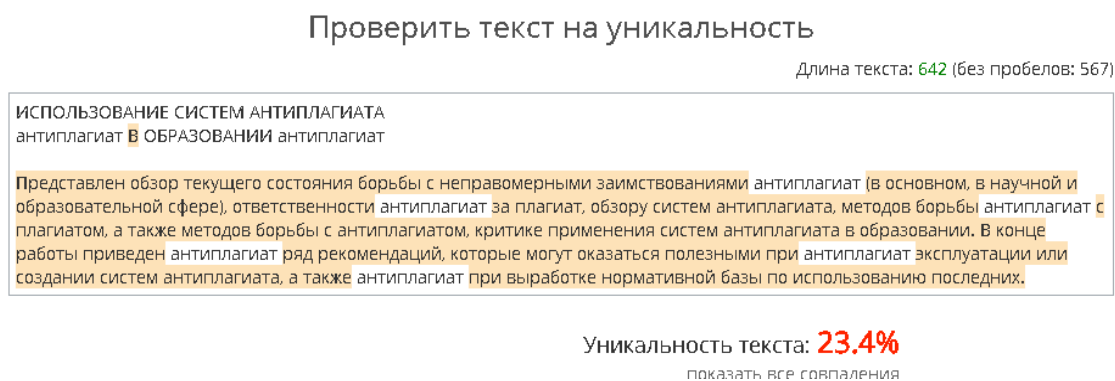 Проверить текст на уникальность
Длина текста: 642 (без пробелов: 567)
ИСПОЛЬЗОВАНИЕ СИСТЕМ АНТИПЛАГИАТА
антиплагиат В ОБРАЗОВАНИИ антиплагиат
Представлен обзор текущего состояния борьбы с неправомерными заимствованиями антиплагиат (в основном, в научной и
образовательной сфере), ответственности антиплагиат за плагиат, обзору систем антиплагиата, методов борьбы антиплагиат с
плагиатом, а также методов борьбы с антиплагиатом, критике применения систем антиплагиата в образовании. В конце
работы приведен антиплагиат ряд рекомендаций, которые могут оказаться полезными при антиплагиат эксплуатации или
создании систем антиплагиата, а также антиплагиат при выработке нормативной базы по использованию последних.
Уникальность текста: 23.4%
показать все совпадения